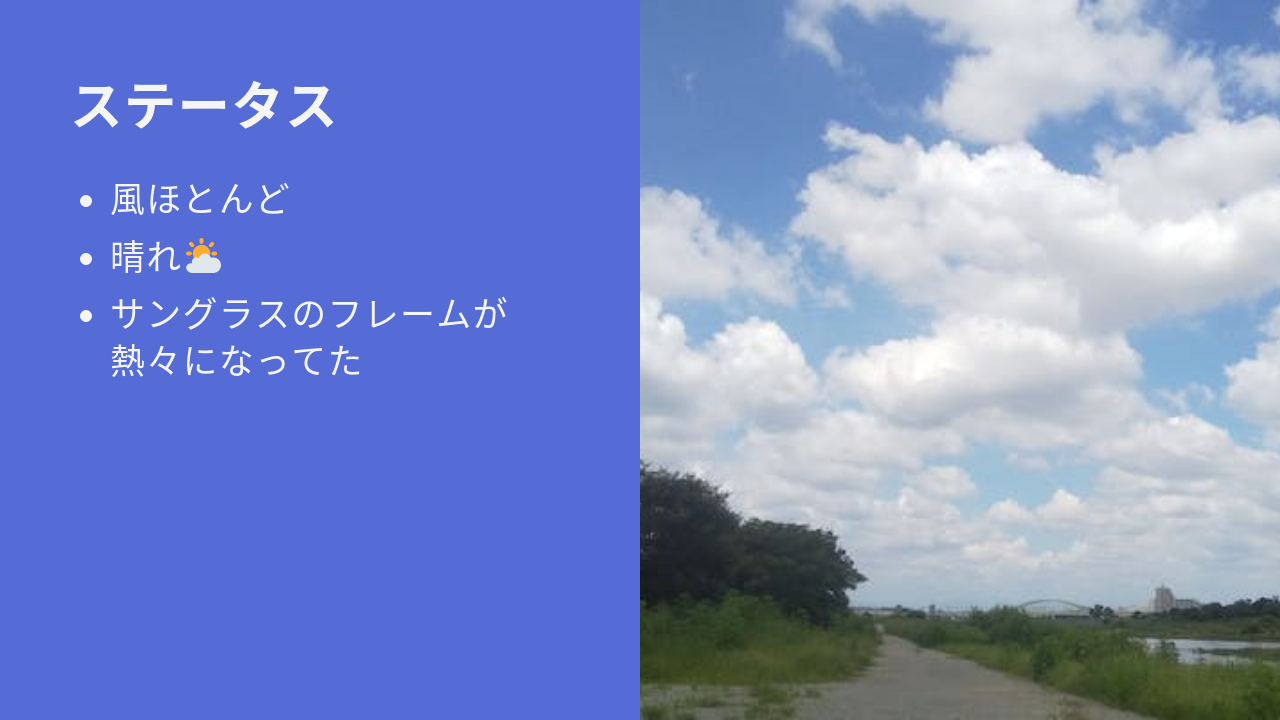 ステータス
風ほとんど
晴れ🌤
サングラスのフレームが
熱々になってた